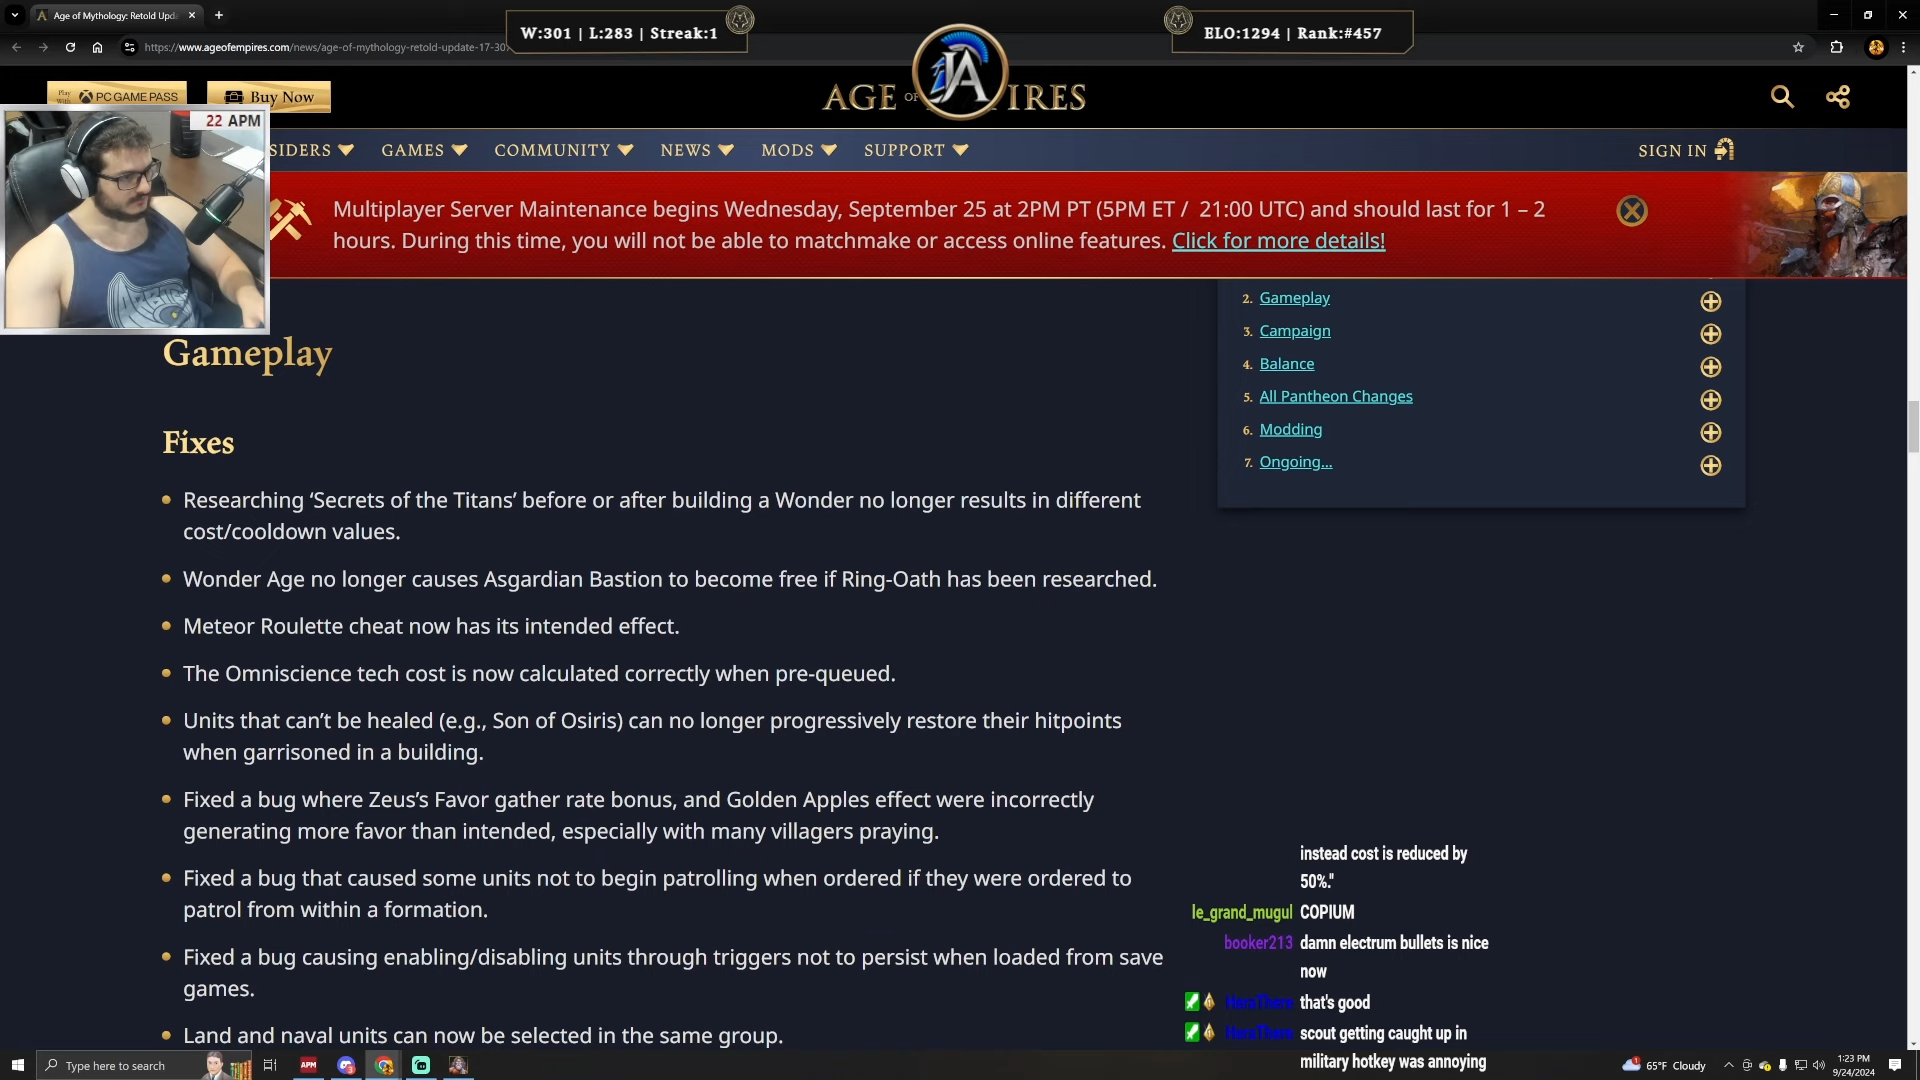 Age of Mythology: Retold Upd
https://www.ageofempires.com/news/age-of-mythology-retold-update-17-30
W:301 | L:283 | Streak:1
ELO:1294 | Rank:#457
Play With
PC GAME PASS
Buy Now
AGE OF
IRES
22 APM
SIDERS
GAMES
COMMUNITY
NEWS
MODS
SUPPORT
SIGN IN
Multiplayer Server Maintenance begins Wednesday, September 25 at 2PM PT (5PM ET / 21:00 UTC) and should last for 1 – 2
hours. During this time, you will not be able to matchmake or access online features. Click for more details!
2. Gameplay
3. Campaign
4. Balance
5. All Pantheon Changes
6. Modding
7. Ongoing...
Gameplay
Fixes
Researching ‘Secrets of the Titans’ before or after building a Wonder no longer results in different
cost/cooldown values.
Wonder Age no longer causes Asgardian Bastion to become free if Ring-Oath has been researched.
Meteor Roulette cheat now has its intended effect.
The Omniscience tech cost is now calculated correctly when pre-queued.
Units that can’t be healed (e.g., Son of Osiris) can no longer progressively restore their hitpoints
when garrisoned in a building.
Fixed a bug where Zeus’s Favor gather rate bonus, and Golden Apples effect were incorrectly
generating more favor than intended, especially with many villagers praying.
Fixed a bug that caused some units not to begin patrolling when ordered if they were ordered to
patrol from within a formation.
Fixed a bug causing enabling/disabling units through triggers not to persist when loaded from save
games.
Land and naval units can now be selected in the same group.
instead cost is reduced by
50%."
le_grand_mugul COPIUM
booker213 damn electrum bullets is nice
now
that's good
scout getting caught up in
military hotkey was annoying
Type here to search
APM
65°F Cloudy
1:23 PM
9/24/2024